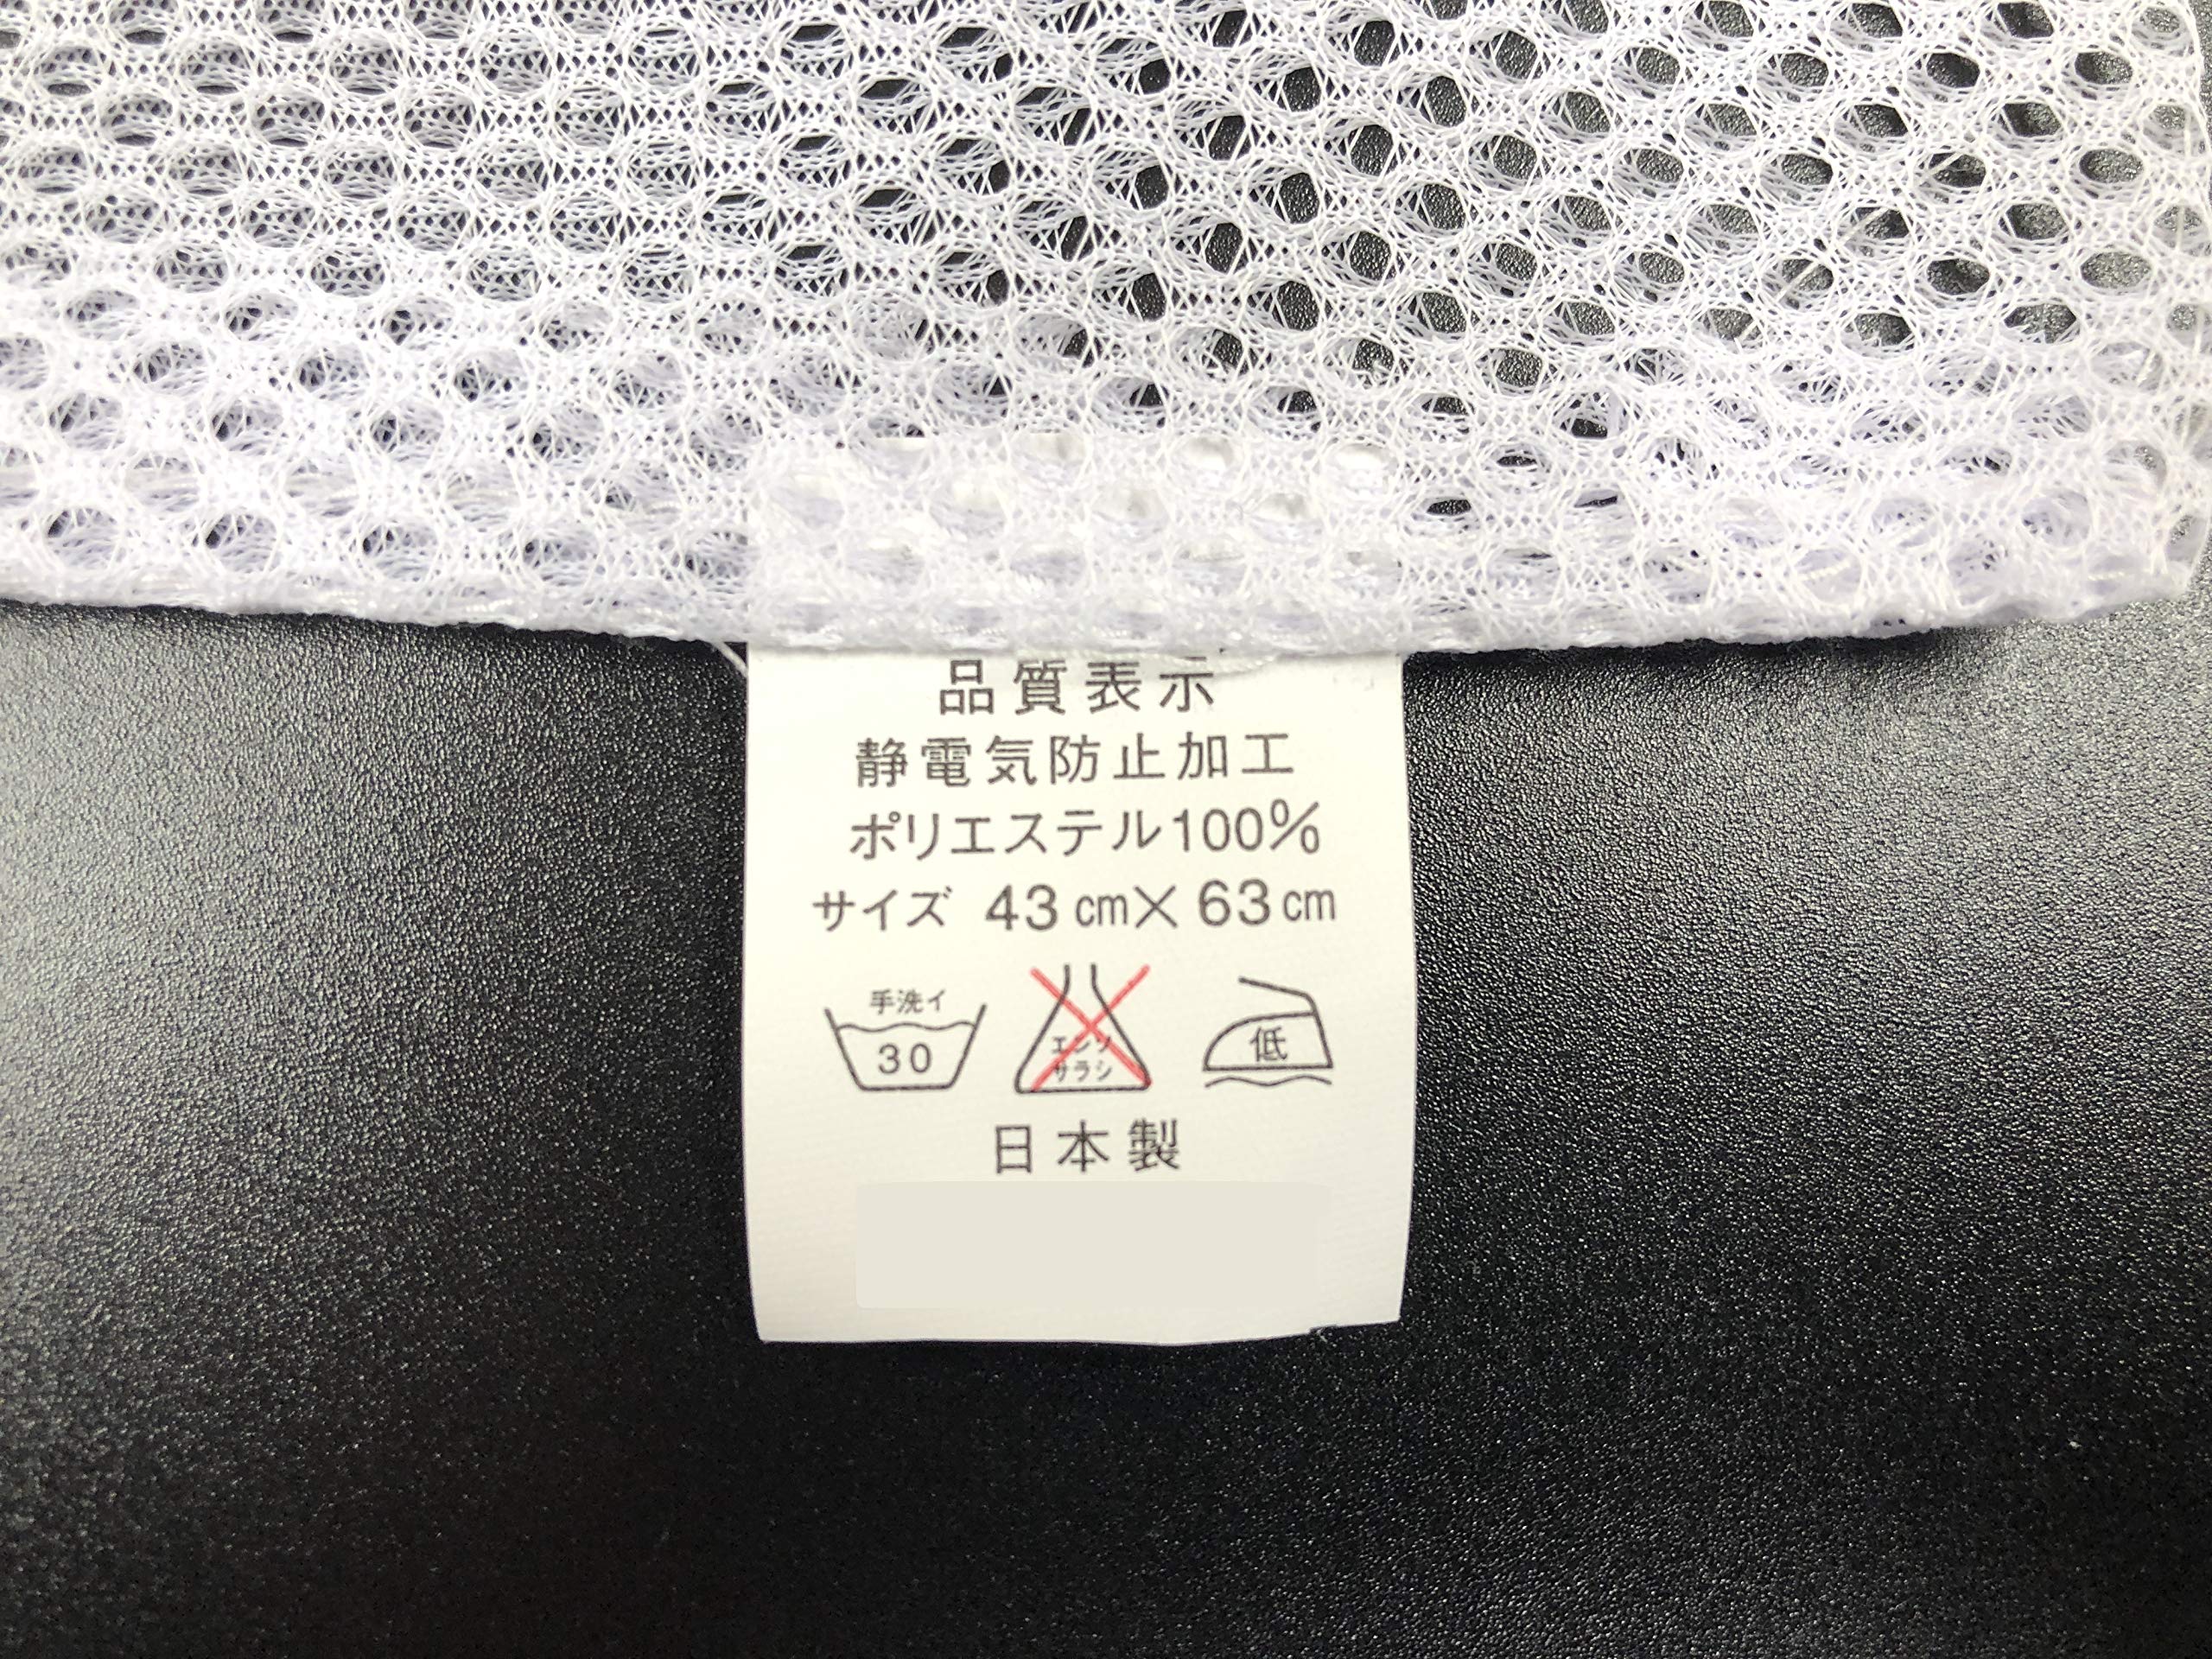 品質表示
静電気防止加工
ポリエステル100%
サイズ 43cm×63cm
手洗イ
30
エンソ
サラシ
低
日本製